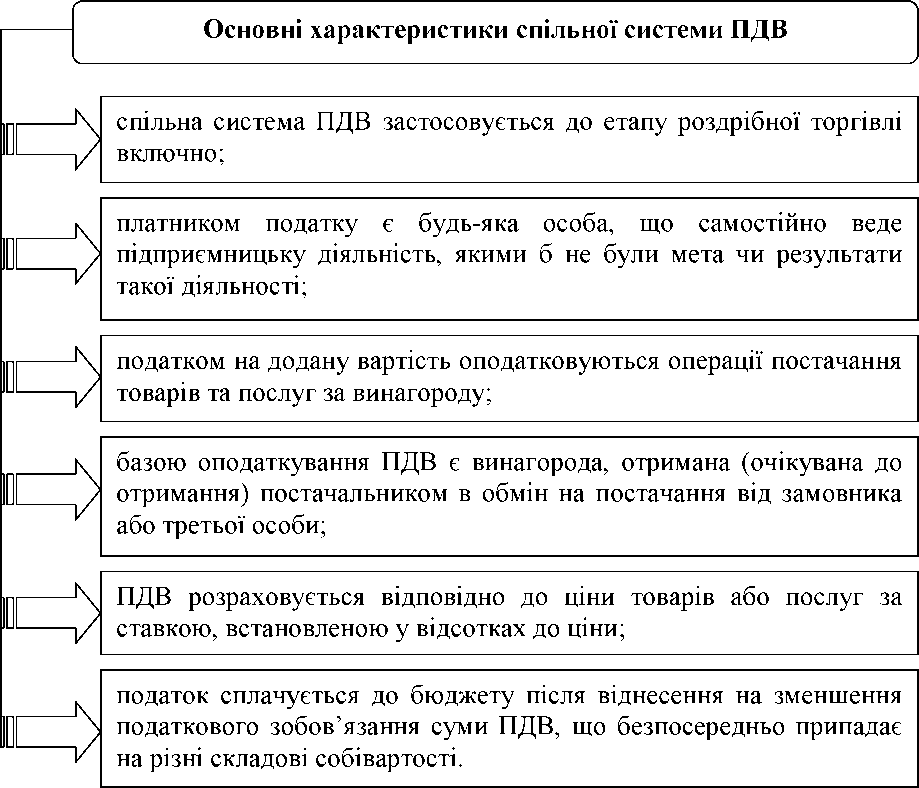 Основні характеристики спільної системи ПДВ
спільна система ПДВ застосовується до етапу роздрібної торгівлі
включно;
платником податку є будь-яка особа, що самостійно веде
підприємницьку діяльність, якими б не були мета чи результати
такої діяльності;
податком на додану вартість оподатковуються операції постачання
товарів та послуг за винагороду;
базою оподаткування ПДВ є винагорода, отримана (очікувана до
отримання) постачальником в обмін на постачання від замовника
або третьої особи;
ПДВ розраховується відповідно до ціни товарів або послуг за
ставкою, встановленою у відсотках до ціни;
податок сплачується до бюджету після віднесення на зменшення
податкового зобов’язання суми ПДВ, що безпосередньо припадає
на різні складові собівартості.